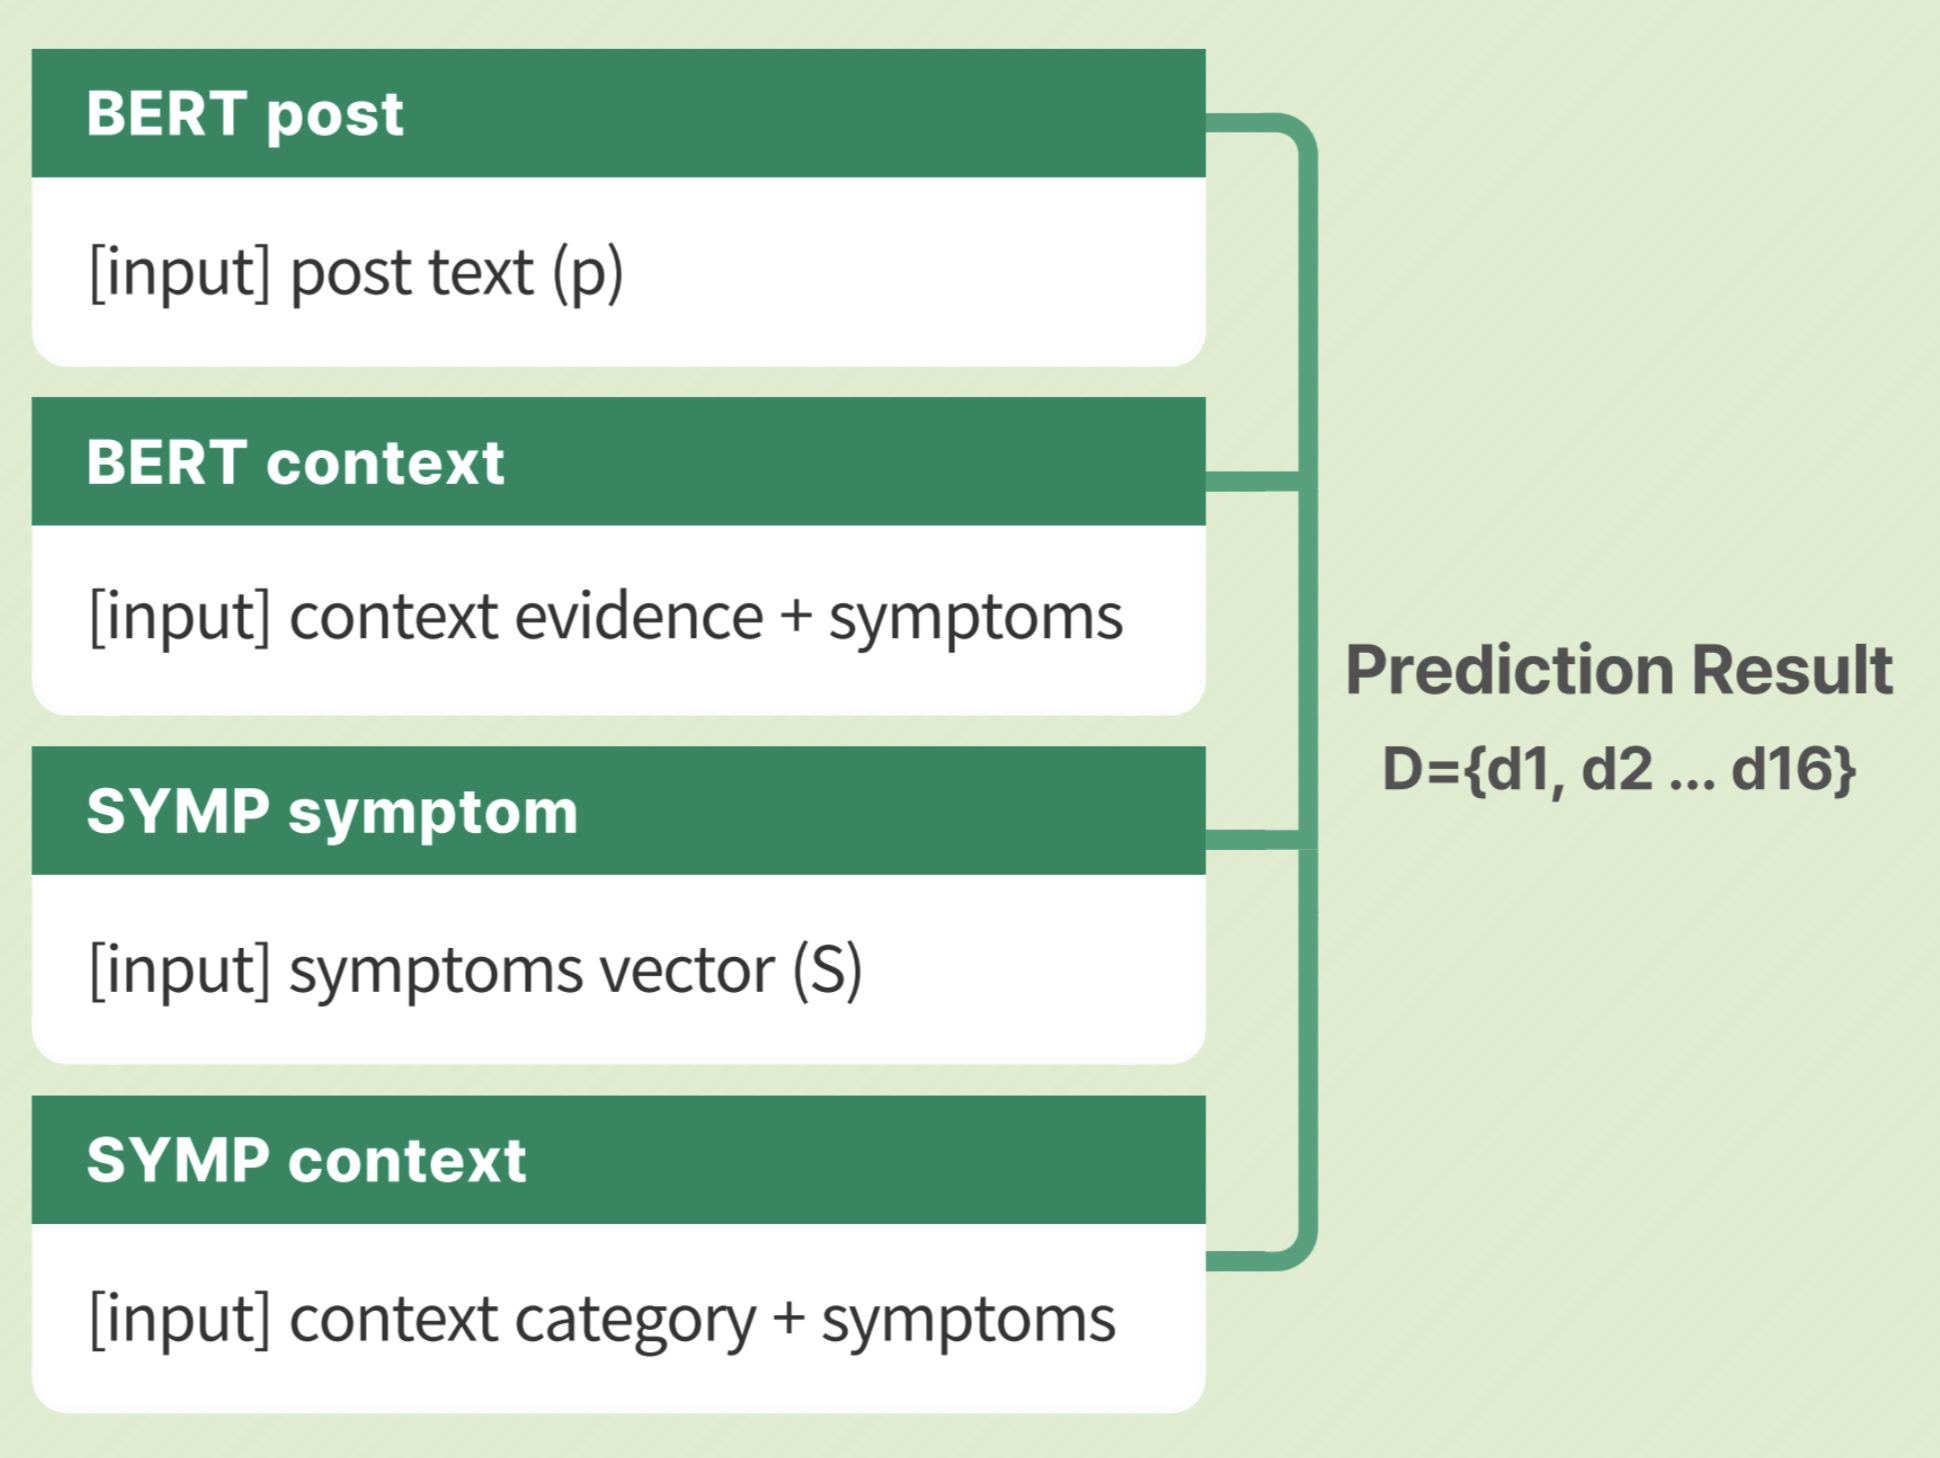 BERT post
[input] post text (p)
BERT context
[input] context evidence + symptoms
SYMP symptom
[input] symptoms vector (S)
SYMP context
[input] context category + symptoms
Prediction Result
D={d1, d2 ... d16}